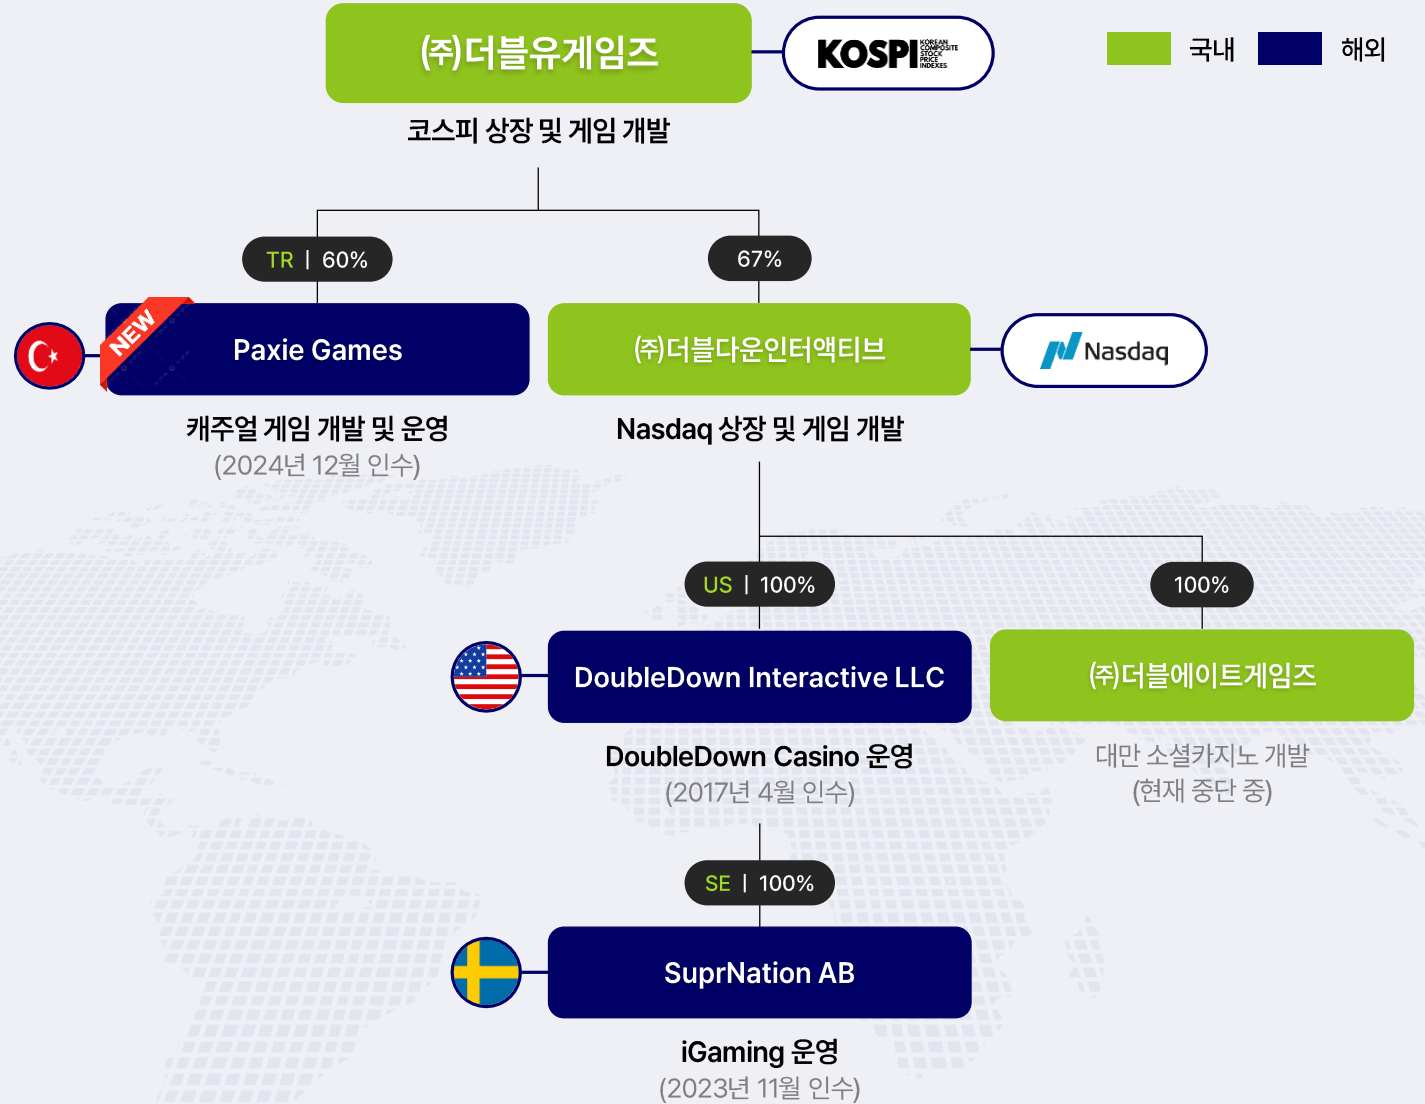 ㈜더블유게임즈
KOSPI
KOREAN
COMPOSITE
STOCK
PRICE
INDEXES
국내
해외
코스피 상장 및 게임 개발
TR | 60%
67%
NEW
Paxie Games
㈜더블다운인터액티브
Nasdaq
캐주얼 게임 개발 및 운영
(2024년 12월 인수)
Nasdaq 상장 및 게임 개발
US | 100%
100%
DoubleDown Interactive LLC
㈜더블에이트게임즈
DoubleDown Casino 운영
(2017년 4월 인수)
대만 소셜카지노 개발
(현재 중단 중)
SE | 100%
SuprNation AB
iGaming 운영
(2023년 11월 인수)